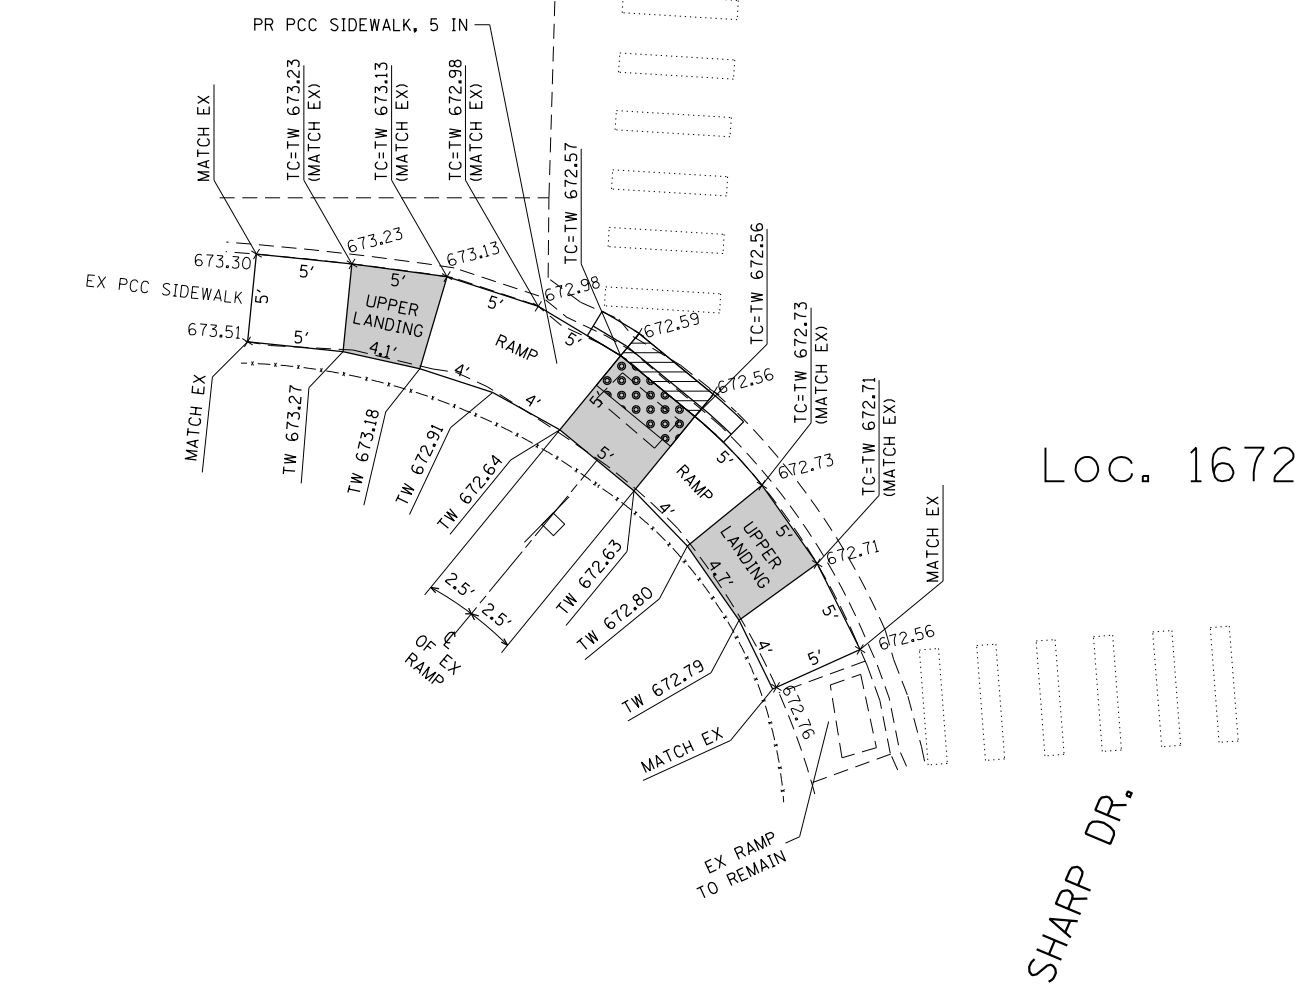 PR PCC SIDEWALK, 5 IN
MATCH EX
TC=TW 673.23
(MATCH EX)
TC=TW 673.13
(MATCH EX)
TC=TW 672.98
(MATCH EX)
TC=TW 672.57
TC=TW 672.56
TC=TW 672.73
(MATCH EX)
TC=TW 672.71
(MATCH EX)
MATCH EX
673.30
673.23
673.13
672.98
672.59
672.56
672.73
672.71
672.56
EX PCC SIDEWALK
673.51
5'
5'
5'
5'
5'
5'
4.1'
4'
4'
UPPER
LANDING
RAMP
5'
5'
5'
4'
RAMP
UPPER
LANDING
5'
4.7'
5'
4'
5'
672.76
MATCH EX
TW 673.27
TW 673.18
TW 672.91
TW 672.64
TW 672.63
TW 672.80
TW 672.79
MATCH EX
2.5'
2.5'
℄
OF EX
RAMP
EX RAMP
TO REMAIN
Loc. 1672
SHARP DR.